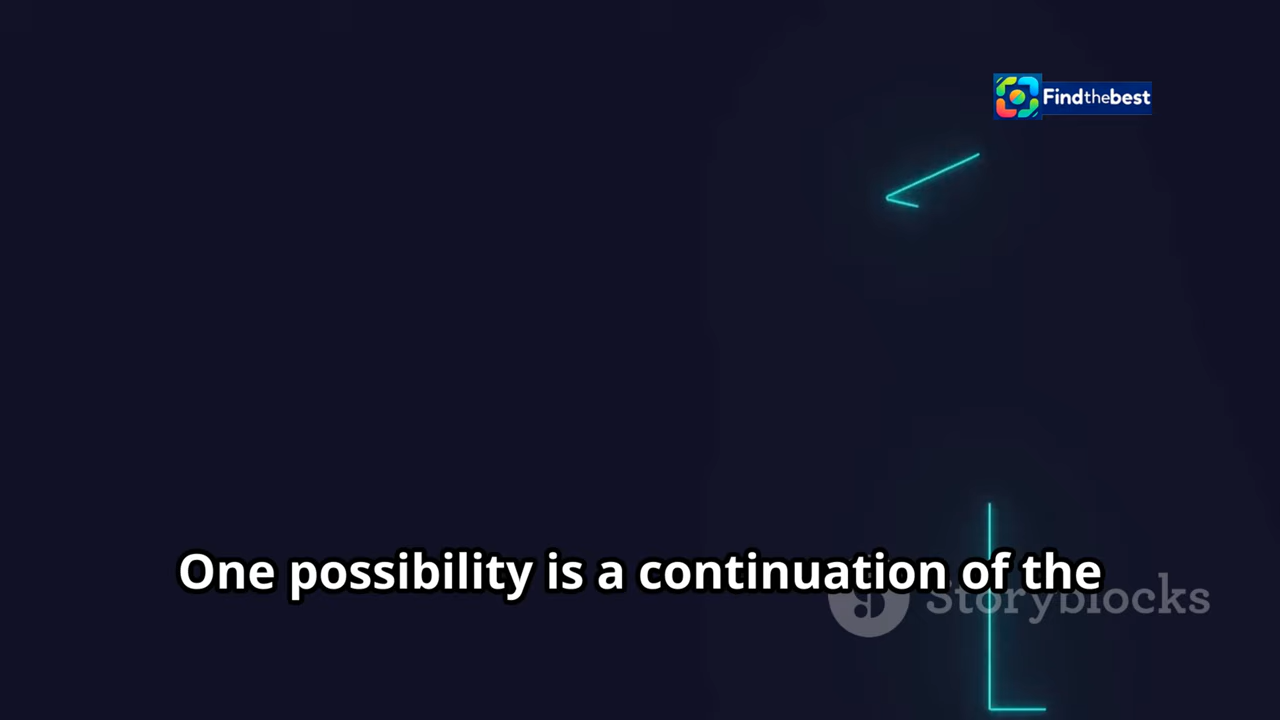 Findthebest
One possibility is a continuation of the
Storyblocks